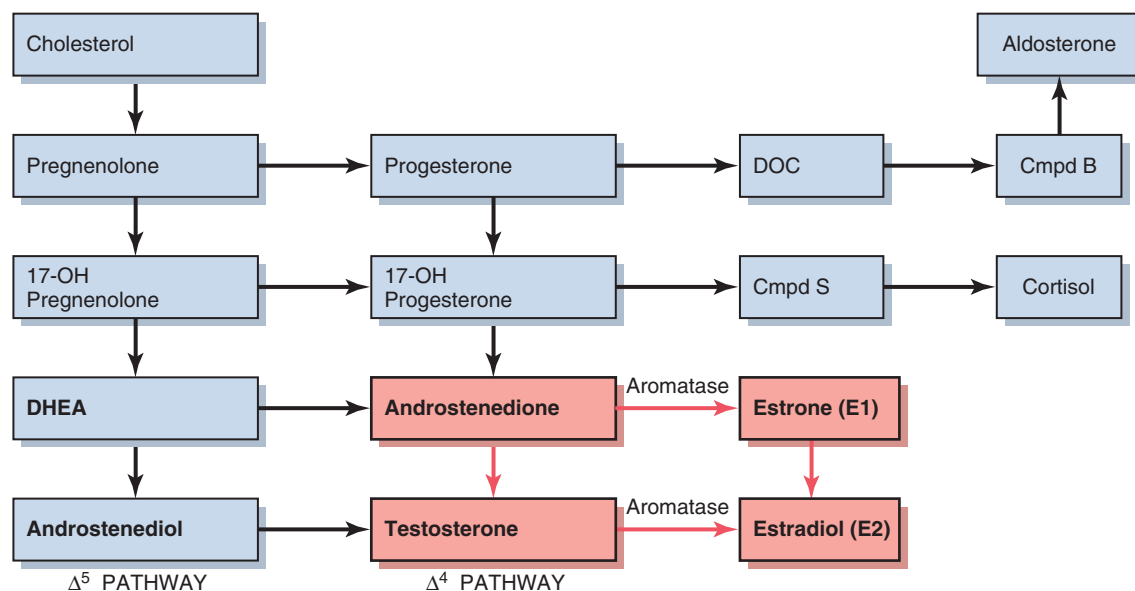 Cholesterol
Aldosterone
Pregnenolone
Progesterone
DOC
Cmpd B
17-OH
Pregnenolone
17-OH
Progesterone
Cmpd S
Cortisol
DHEA
Androstenedione
Aromatase
Estrone (E1)
Androstenediol
Testosterone
Aromatase
Estradiol (E2)
Δ⁵ PATHWAY
Δ⁴ PATHWAY